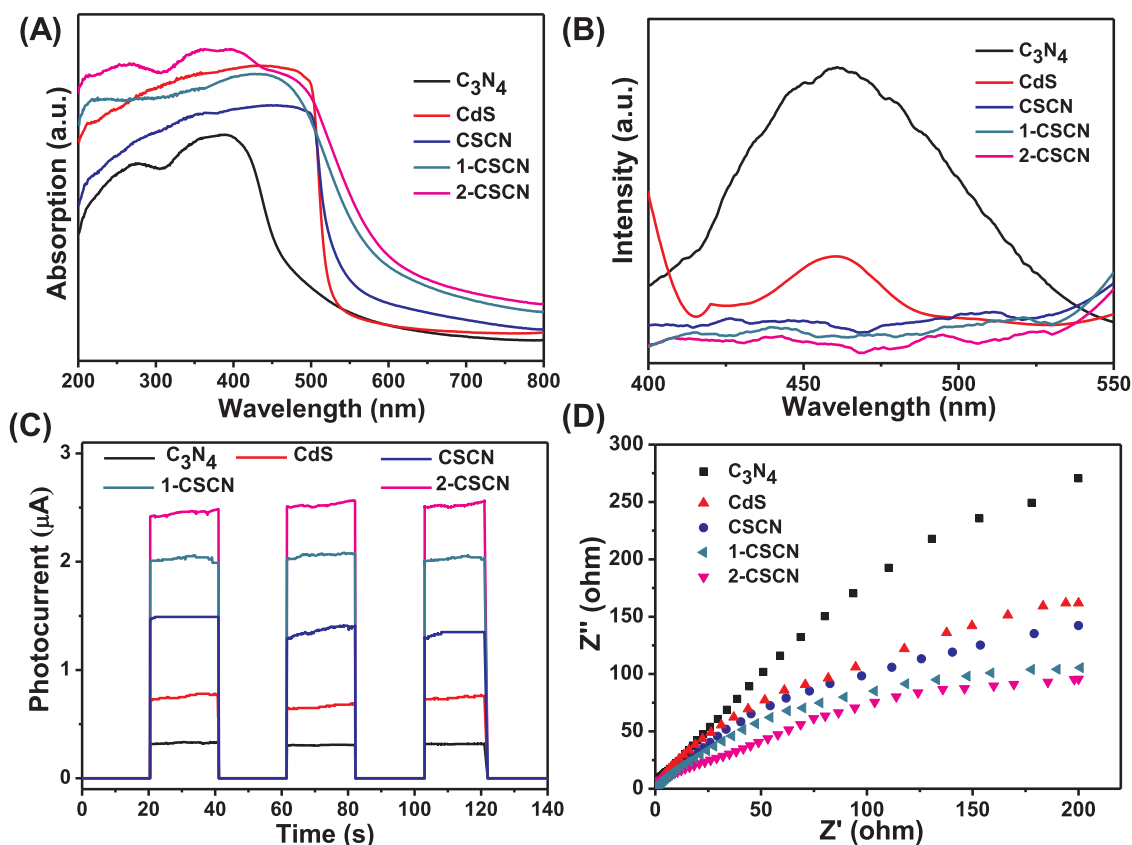 (A)
Absorption (a.u.)
C3N4
CdS
CSCN
1-CSCN
2-CSCN
200 300 400 500 600 700 800
Wavelength (nm)
(B)
Intensity (a.u.)
C3N4
CdS
CSCN
1-CSCN
2-CSCN
400 450 500 550
Wavelength (nm)
(C)
Photocurrent (μA)
3
2
1
0
C3N4 CdS CSCN
1-CSCN 2-CSCN
0 20 40 60 80 100 120 140
Time (s)
(D)
Z'' (ohm)
300
250
200
150
100
50
0
C3N4
CdS
CSCN
1-CSCN
2-CSCN
0 50 100 150 200
Z' (ohm)